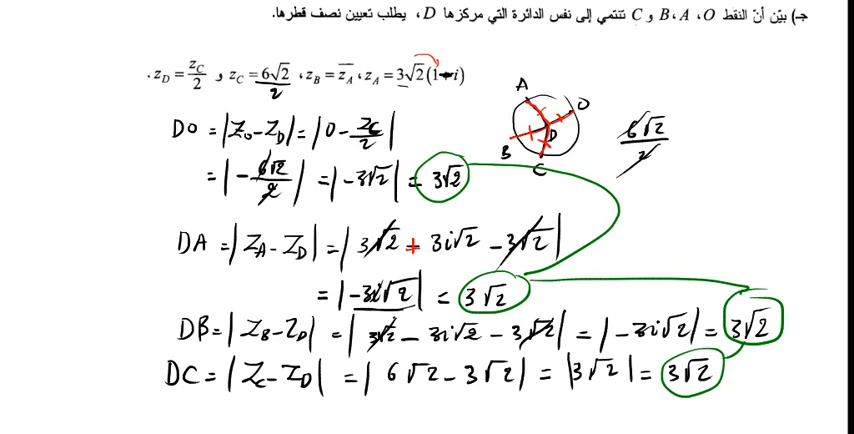 جـ) بيّن أنّ النقط O، B، A و C تنتمي إلى نفس الدائرة التي مركزها D، يطلب تعيين نصف قطرها.
z_A = 3√2(1+i)، z_B = \overline{z_A}، z_C = 6√2 و z_D = z_C/2.
2
A
O
B
D
C
6√2/2
DO = |Z_0 - Z_D| = |0 - Z_C/2|
= |-6√2/2| = |-3√2| = 3√2
DA = |Z_A - Z_D| = |3√2 + 3i√2 - 3√2|
= |-3i√2| = 3√2
DB = |Z_B - Z_D| = |3√2 - 3i√2 - 3√2| = |-3i√2| = 3√2
DC = |Z_C - Z_D| = |6√2 - 3√2| = |3√2| = 3√2